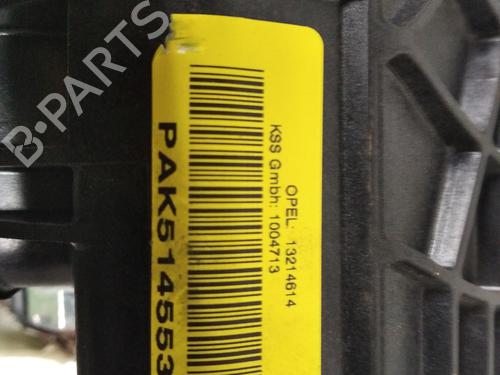 B-PARTS
OPEL: 13214614
KSS Gmbh: 1004713
PAK514553